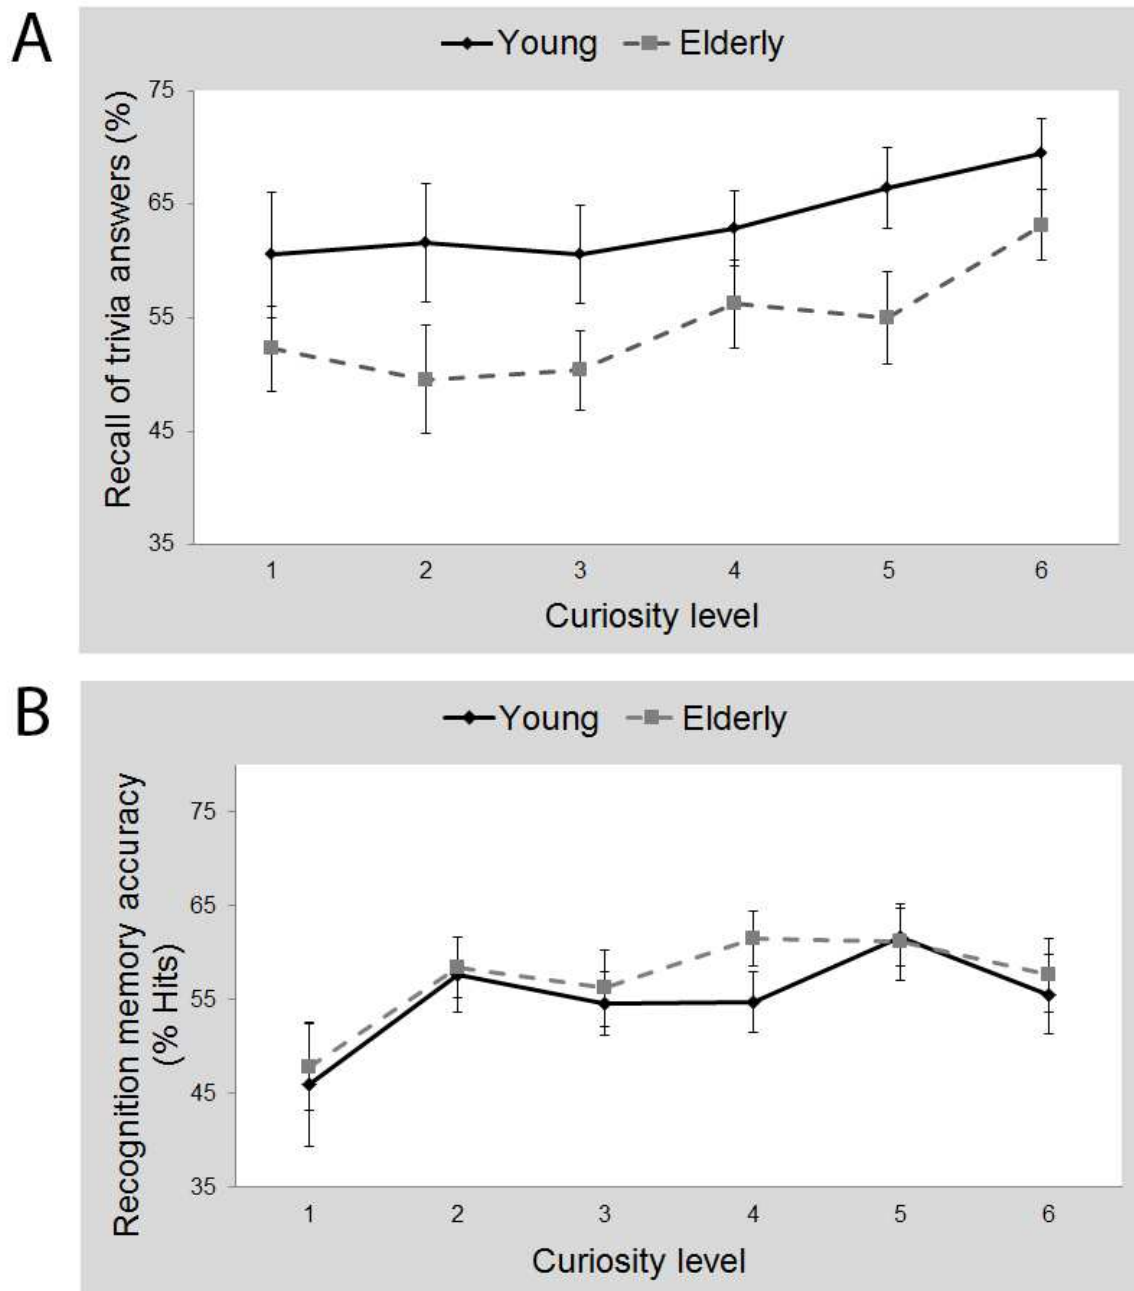 A
Young Elderly
75
65
55
45
35
Recall of trivia answers (%)
1 2 3 4 5 6
Curiosity level
B
Young Elderly
75
65
55
45
35
Recognition memory accuracy
(% Hits)
1 2 3 4 5 6
Curiosity level